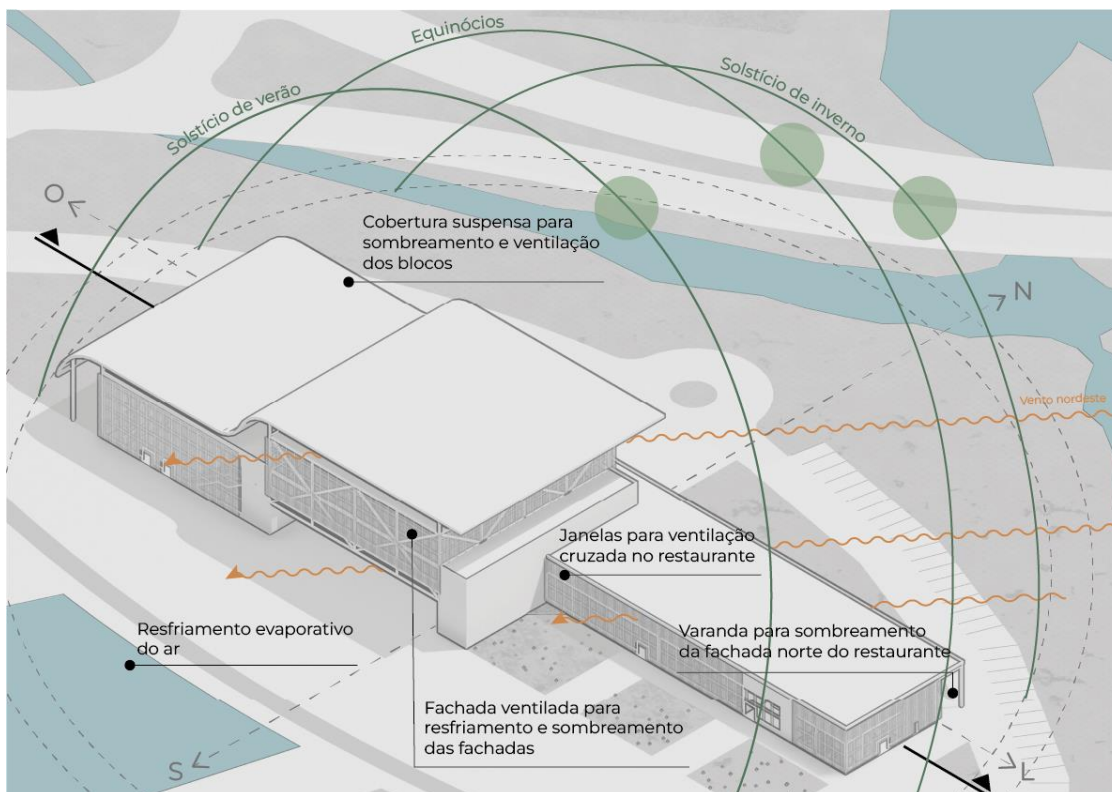 Equinócios
Solstício de verão
Solstício de inverno
O
Cobertura suspensa para
sombreamento e ventilação
dos blocos
N
Vento nordeste
Janelas para ventilação
cruzada no restaurante
Resfriamento evaporativo
do ar
Varanda para sombreamento
da fachada norte do restaurante
Fachada ventilada para
resfriamento e sombreamento
das fachadas
S
L